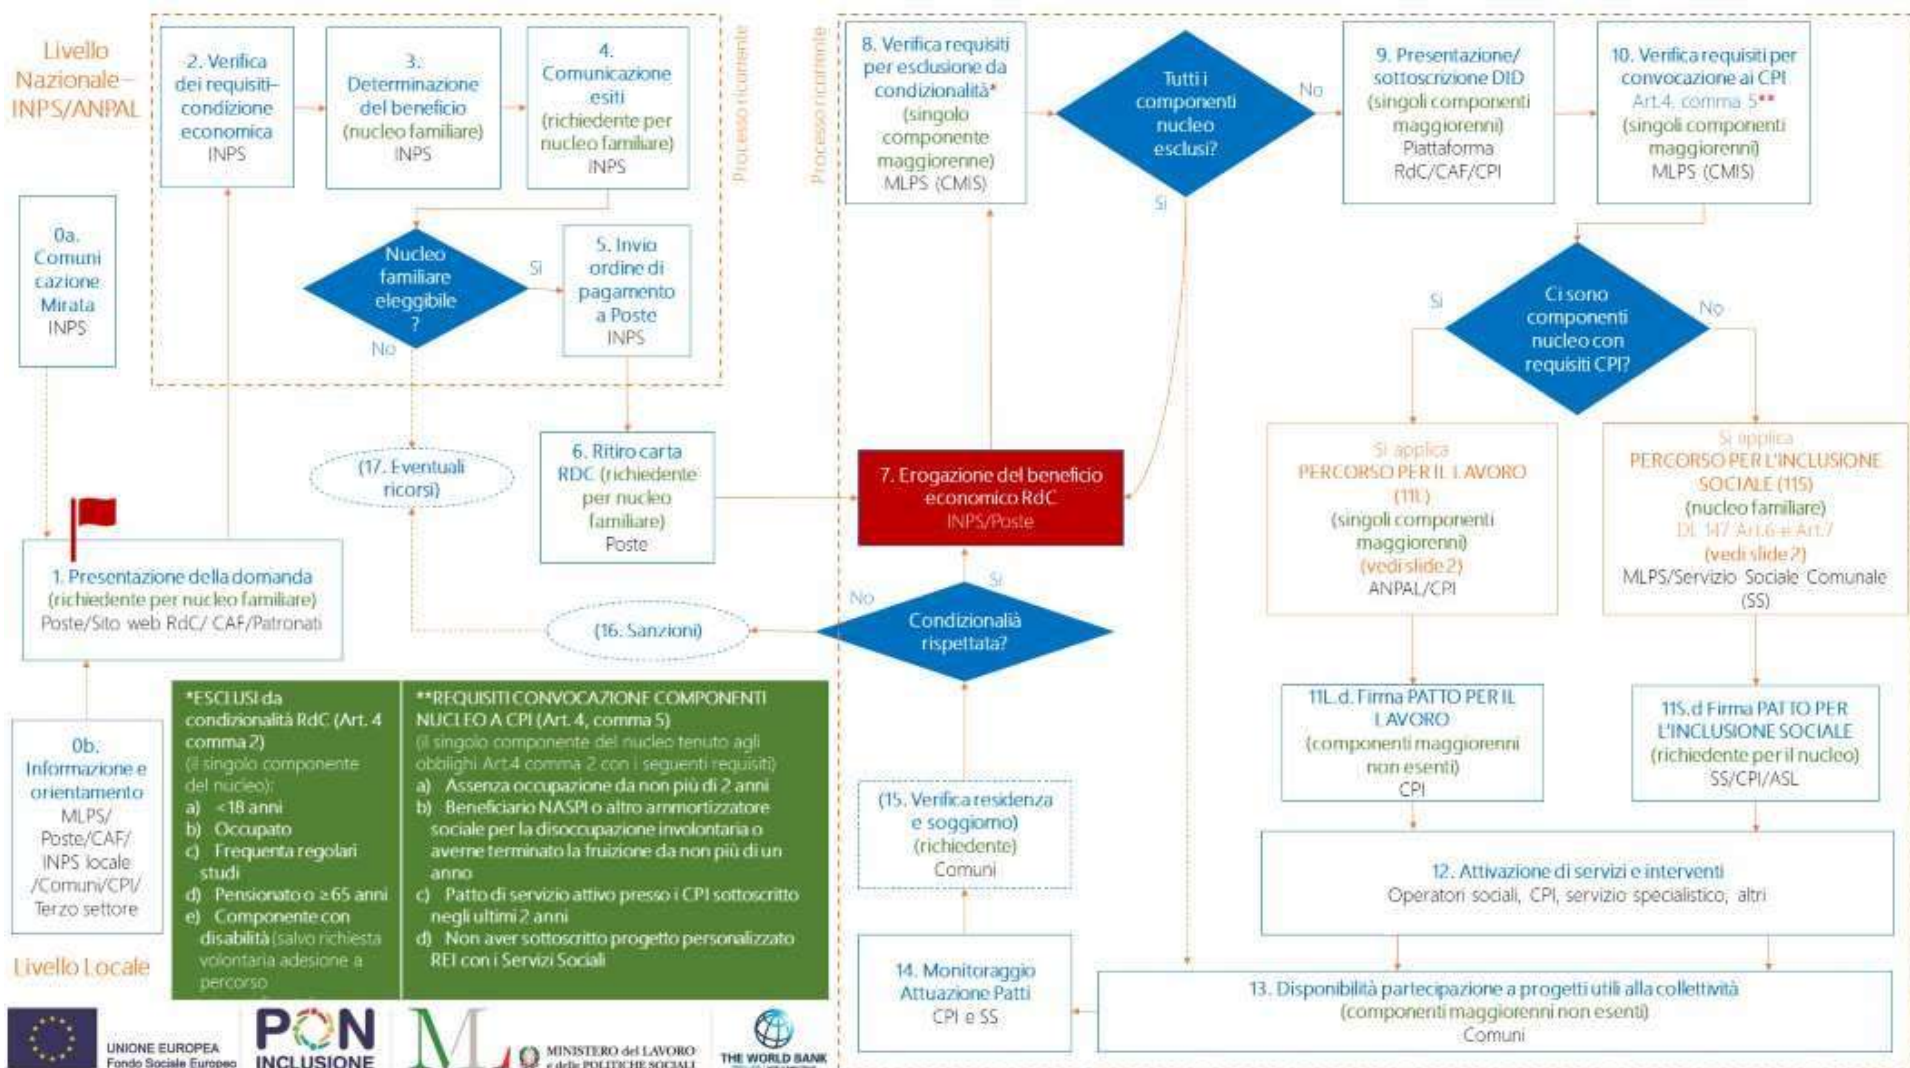 Livello
Nazionale–
INPS/ANPAL
Processo ricorrente
2. Verifica
dei requisiti–
condizione
economica
INPS
3.
Determinazione
del beneficio
(nucleo familiare)
INPS
4.
Comunicazione
esiti
(richiedente per
nucleo familiare)
INPS
Nucleo
familiare
eleggibile
?
Si
No
5. Invio
ordine di
pagamento
a Poste
INPS
0a.
Comuni
cazione
Mirata
INPS
(17. Eventuali
ricorsi)
6. Ritiro carta
RDC (richiedente
per nucleo
familiare)
Poste
1. Presentazione della domanda
(richiedente per nucleo familiare)
Poste/Sito web RdC/ CAF/Patronati
(16. Sanzioni)
0b.
Informazione e
orientamento
MLPS/
Poste/CAF/
INPS locale
/Comuni/CPI/
Terzo settore
Livello Locale
*ESCLUSI da
condizionalità RdC (Art. 4
comma 2)
(il singolo componente
del nucleo):
a) <18 anni
b) Occupato
c) Frequenta regolari
studi
d) Pensionato o ≥65 anni
e) Componente con
disabilità (salvo richiesta
volontaria adesione a
percorso
**REQUISITI CONVOCAZIONE COMPONENTI
NUCLEO A CPI (Art. 4, comma 5)
(il singolo componente del nucleo tenuto agli
obblighi Art.4 comma 2 con i seguenti requisiti)
a) Assenza occupazione da non più di 2 anni
b) Beneficiario NASPI o altro ammortizzatore
sociale per la disoccupazione involontaria o
averne terminato la fruizione da non più di un
anno
c) Patto di servizio attivo presso i CPI sottoscritto
negli ultimi 2 anni
d) Non aver sottoscritto progetto personalizzato
REI con i Servizi Sociali
Processo ricorrente
8. Verifica requisiti
per esclusione da
condizionalità*
(singolo
componente
maggiorenne)
MLPS (CMIS)
Tutti i
componenti
nucleo
esclusi?
No
Si
9. Presentazione/
sottoscrizione DID
(singoli componenti
maggiorenni)
Piattaforma
RdC/CAF/CPI
10. Verifica requisiti per
convocazione ai CPI
Art.4, comma 5**
(singoli componenti
maggiorenni)
MLPS (CMIS)
Ci sono
componenti
nucleo con
requisiti CPI?
Si
No
7. Erogazione del beneficio
economico RdC
INPS/Poste
Si applica
PERCORSO PER IL LAVORO
(11L)
(singoli componenti
maggiorenni)
(vedi slide 2)
ANPAL/CPI
Si applica
PERCORSO PER L'INCLUSIONE
SOCIALE (11S)
(nucleo familiare)
DL 147 Art.6 e Art.7
(vedi slide 2)
MLPS/Servizio Sociale Comunale
(SS)
Si
No
Condizionalià
rispettata?
11L.d. Firma PATTO PER IL
LAVORO
(componenti maggiorenni
non esenti)
CPI
11S.d Firma PATTO PER
L'INCLUSIONE SOCIALE
(richiedente per il nucleo)
SS/CPI/ASL
(15. Verifica residenza
e soggiorno)
(richiedente)
Comuni
12. Attivazione di servizi e interventi
Operatori sociali, CPI, servizio specialistico, altri
14. Monitoraggio
Attuazione Patti
CPI e SS
13. Disponibilità partecipazione a progetti utili alla collettività
(componenti maggiorenni non esenti)
Comuni
UNIONE EUROPEA
Fondo Sociale Europeo
PON
INCLUSIONE
MINISTERO del LAVORO
e delle POLITICHE SOCIALI
THE WORLD BANK